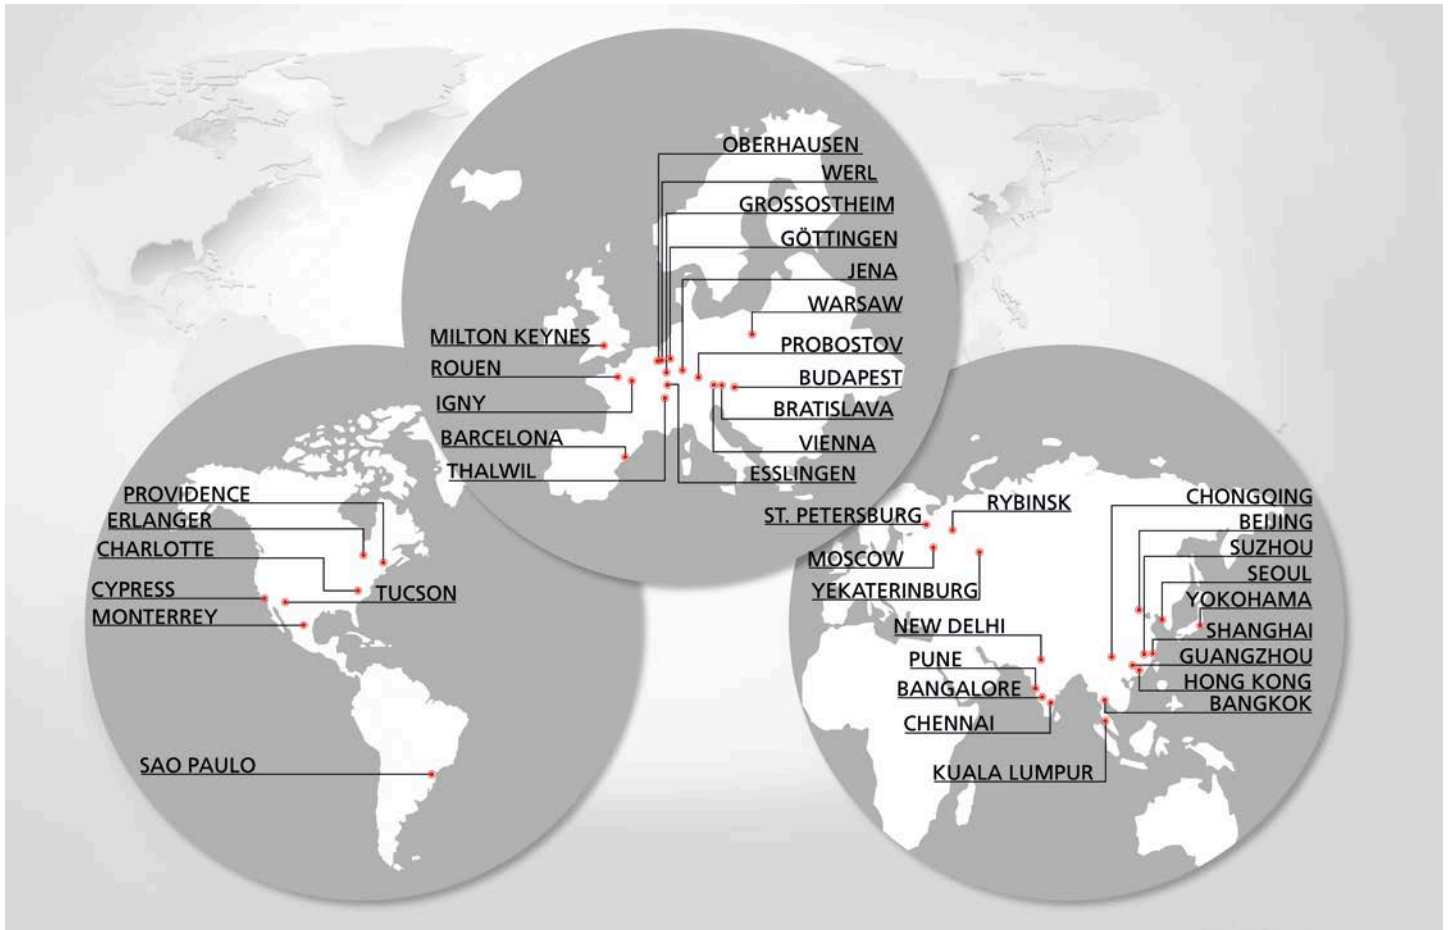 OBERHAUSEN
WERL
GROSSOSTHEIM
GÖTTINGEN
JENA
WARSAW
MILTON KEYNES
PROBOSTOV
ROUEN
BUDAPEST
IGNY
BRATISLAVA
BARCELONA
VIENNA
THALWIL
ESSLINGEN
PROVIDENCE
ERLANGER
CHARLOTTE
CYPRESS
TUCSON
MONTERREY
SAO PAULO
ST. PETERSBURG
RYBINSK
CHONGQING
BEIJING
MOSCOW
SUZHOU
SEOUL
YEKATERINBURG
YOKOHAMA
NEW DELHI
SHANGHAI
PUNE
GUANGZHOU
BANGALORE
HONG KONG
BANGKOK
CHENNAI
KUALA LUMPUR